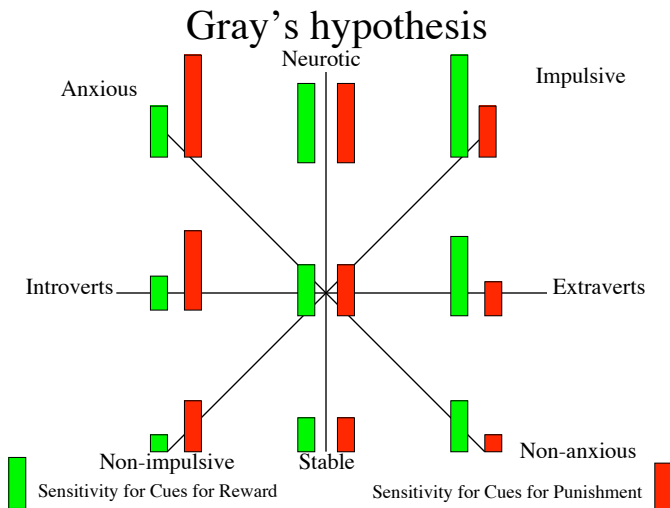 Gray's hypothesis
Neurotic
Anxious
Impulsive
Introverts
Extraverts
Non-impulsive
Stable
Non-anxious
Sensitivity for Cues for Reward
Sensitivity for Cues for Punishment